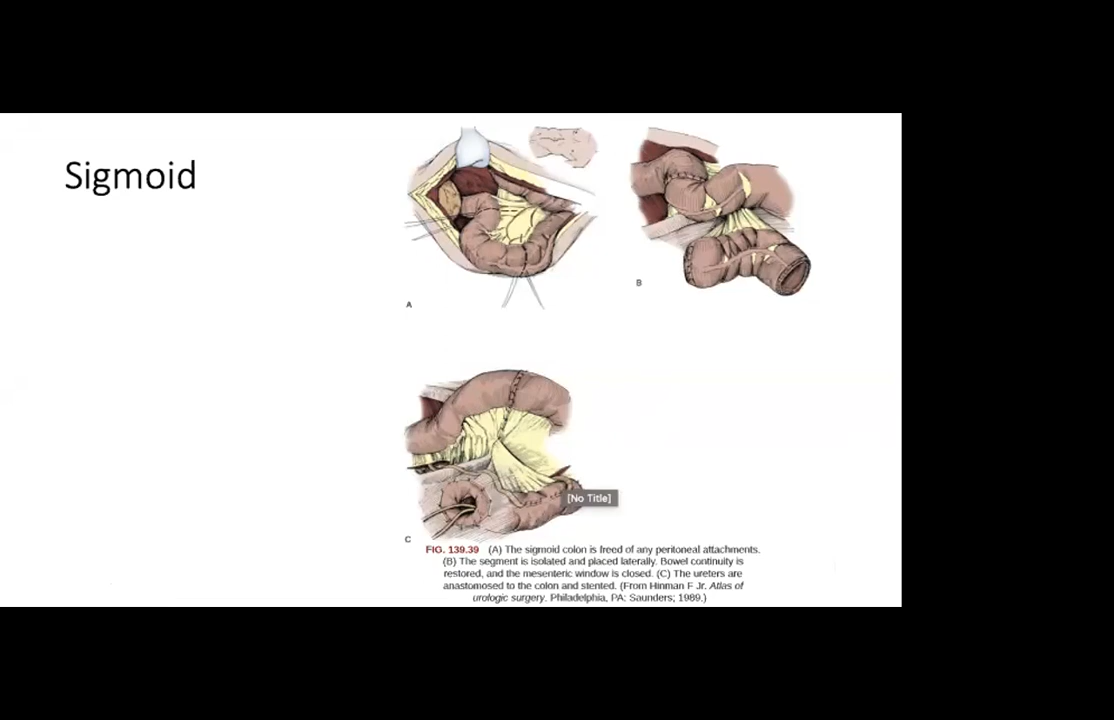 Sigmoid
A
B
[No Title]
C
FIG. 139.39 (A) The sigmoid colon is freed of any peritoneal attachments.
(B) The segment is isolated and placed laterally. Bowel continuity is
restored, and the mesenteric window is closed. (C) The ureters are
anastomosed to the colon and stented. (From Hinman F Jr. Atlas of
urologic surgery. Philadelphia, PA: Saunders; 1989.)